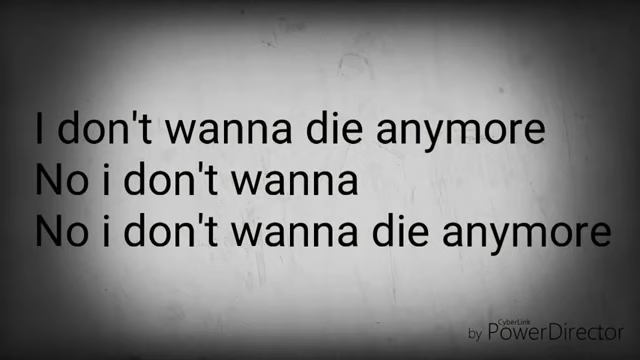 I don't wanna die anymore
No i don't wanna
No i don't wanna die anymore
CyberLink
by PowerDirector